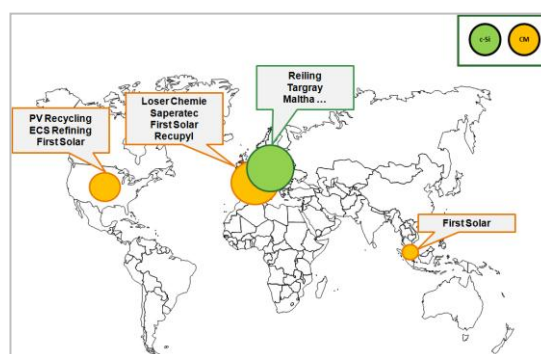 c-Si
CM
Reiling
Targray
Maltha ...
Loser Chemie
Saperatec
First Solar
Recupyl
PV Recycling
ECS Refining
First Solar
First Solar